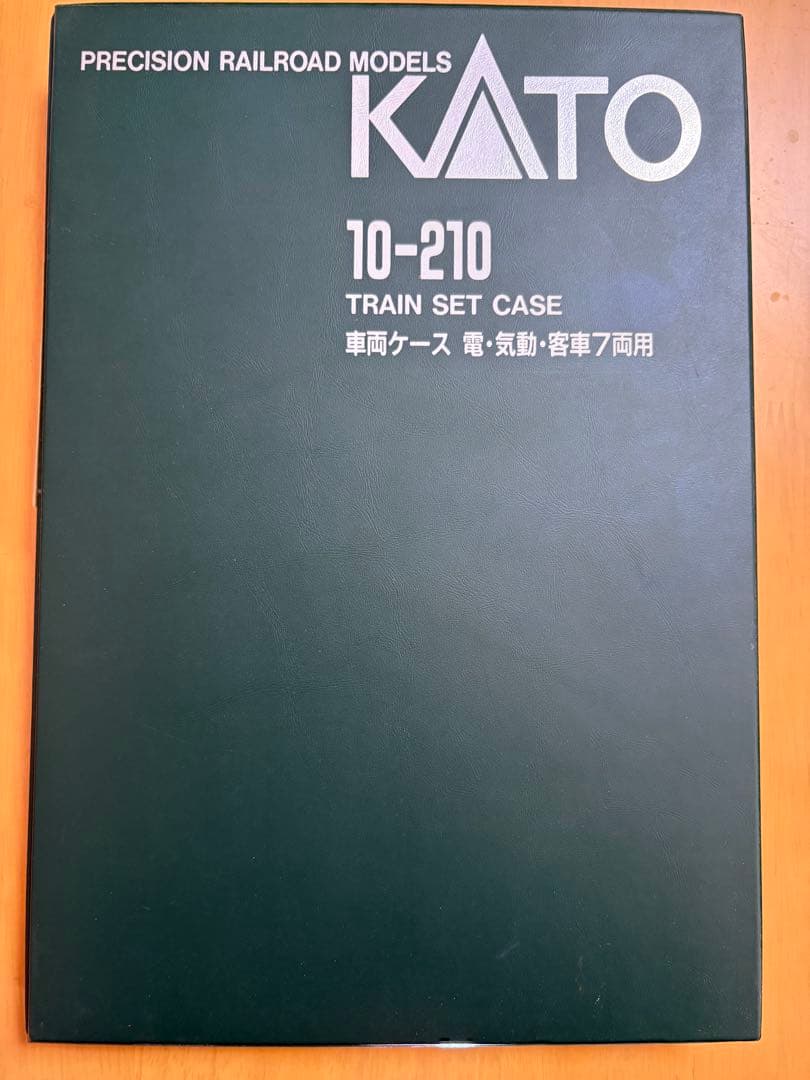 PRECISION RAILROAD MODELS
KATO
10-210
TRAIN SET CASE
車両ケース 電・気動・客車7両用